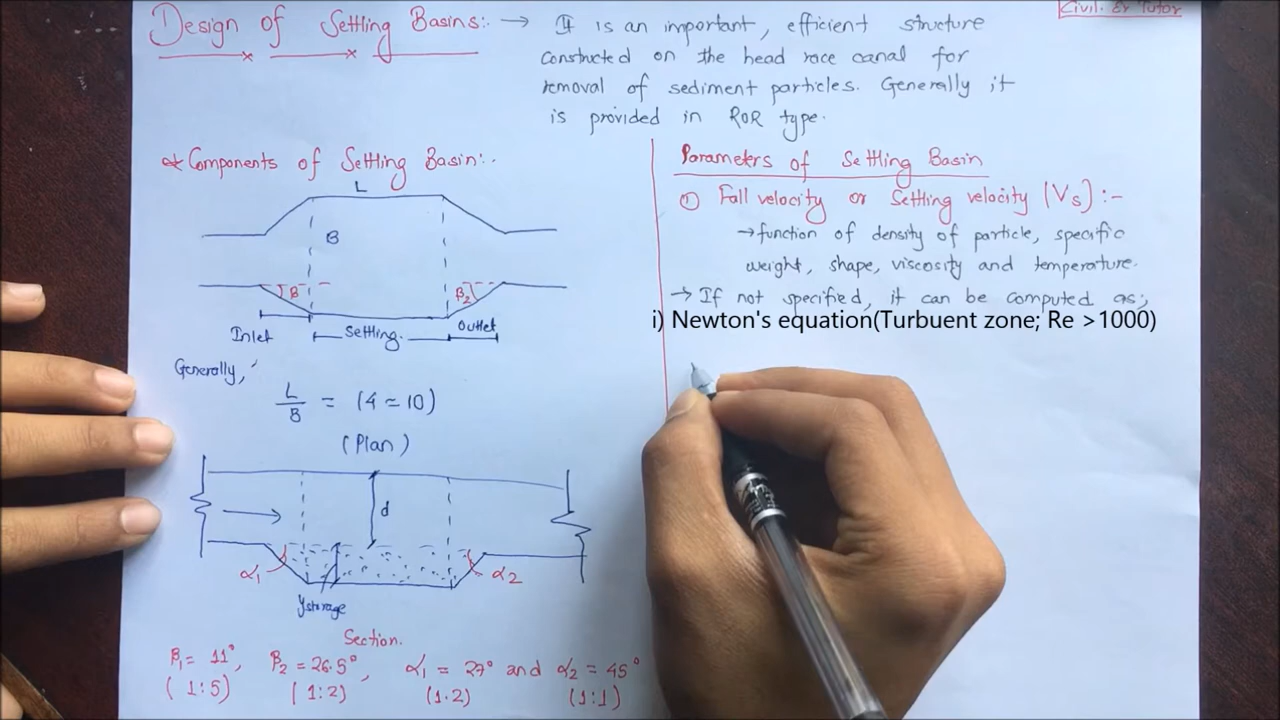 Design of Settling Basins:- → It is an important, efficient structure
constructed on the head race canal for
removal of sediment particles. Generally it
is provided in ROR type.
Civil. Er Tutor
* Components of Settling Basin:-
L
B
β
β2
Inlet
Settling
Outlet
Generally,
L/B = (4 ≃ 10)
(Plan)
d
α1
α2
Ystorage
Section.
β1 = 11°, β2 = 26.5°, α1 = 27° and α2 = 45°
(1:5) (1:2) (1:2) (1:1)
Parameters of Settling Basin
① Fall velocity or Settling velocity (Vs) :-
→ function of density of particle, specific
weight, shape, viscosity and temperature.
→ If not specified, it can be computed as;
i) Newton's equation(Turbuent zone; Re >1000)